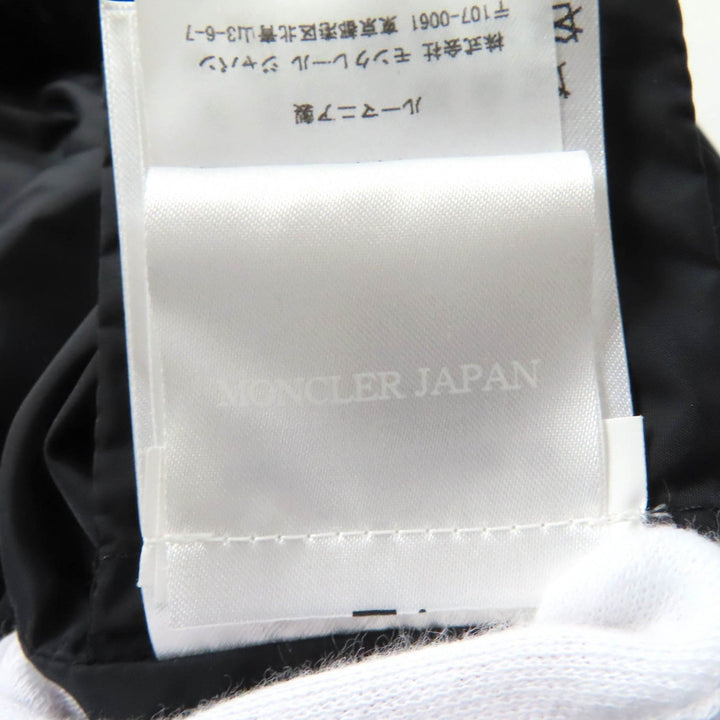 ルーマニア製
株式会社 モンクレール ジャパン
〒107-0061 東京都港区北青山3-6-7
MONCLER JAPAN